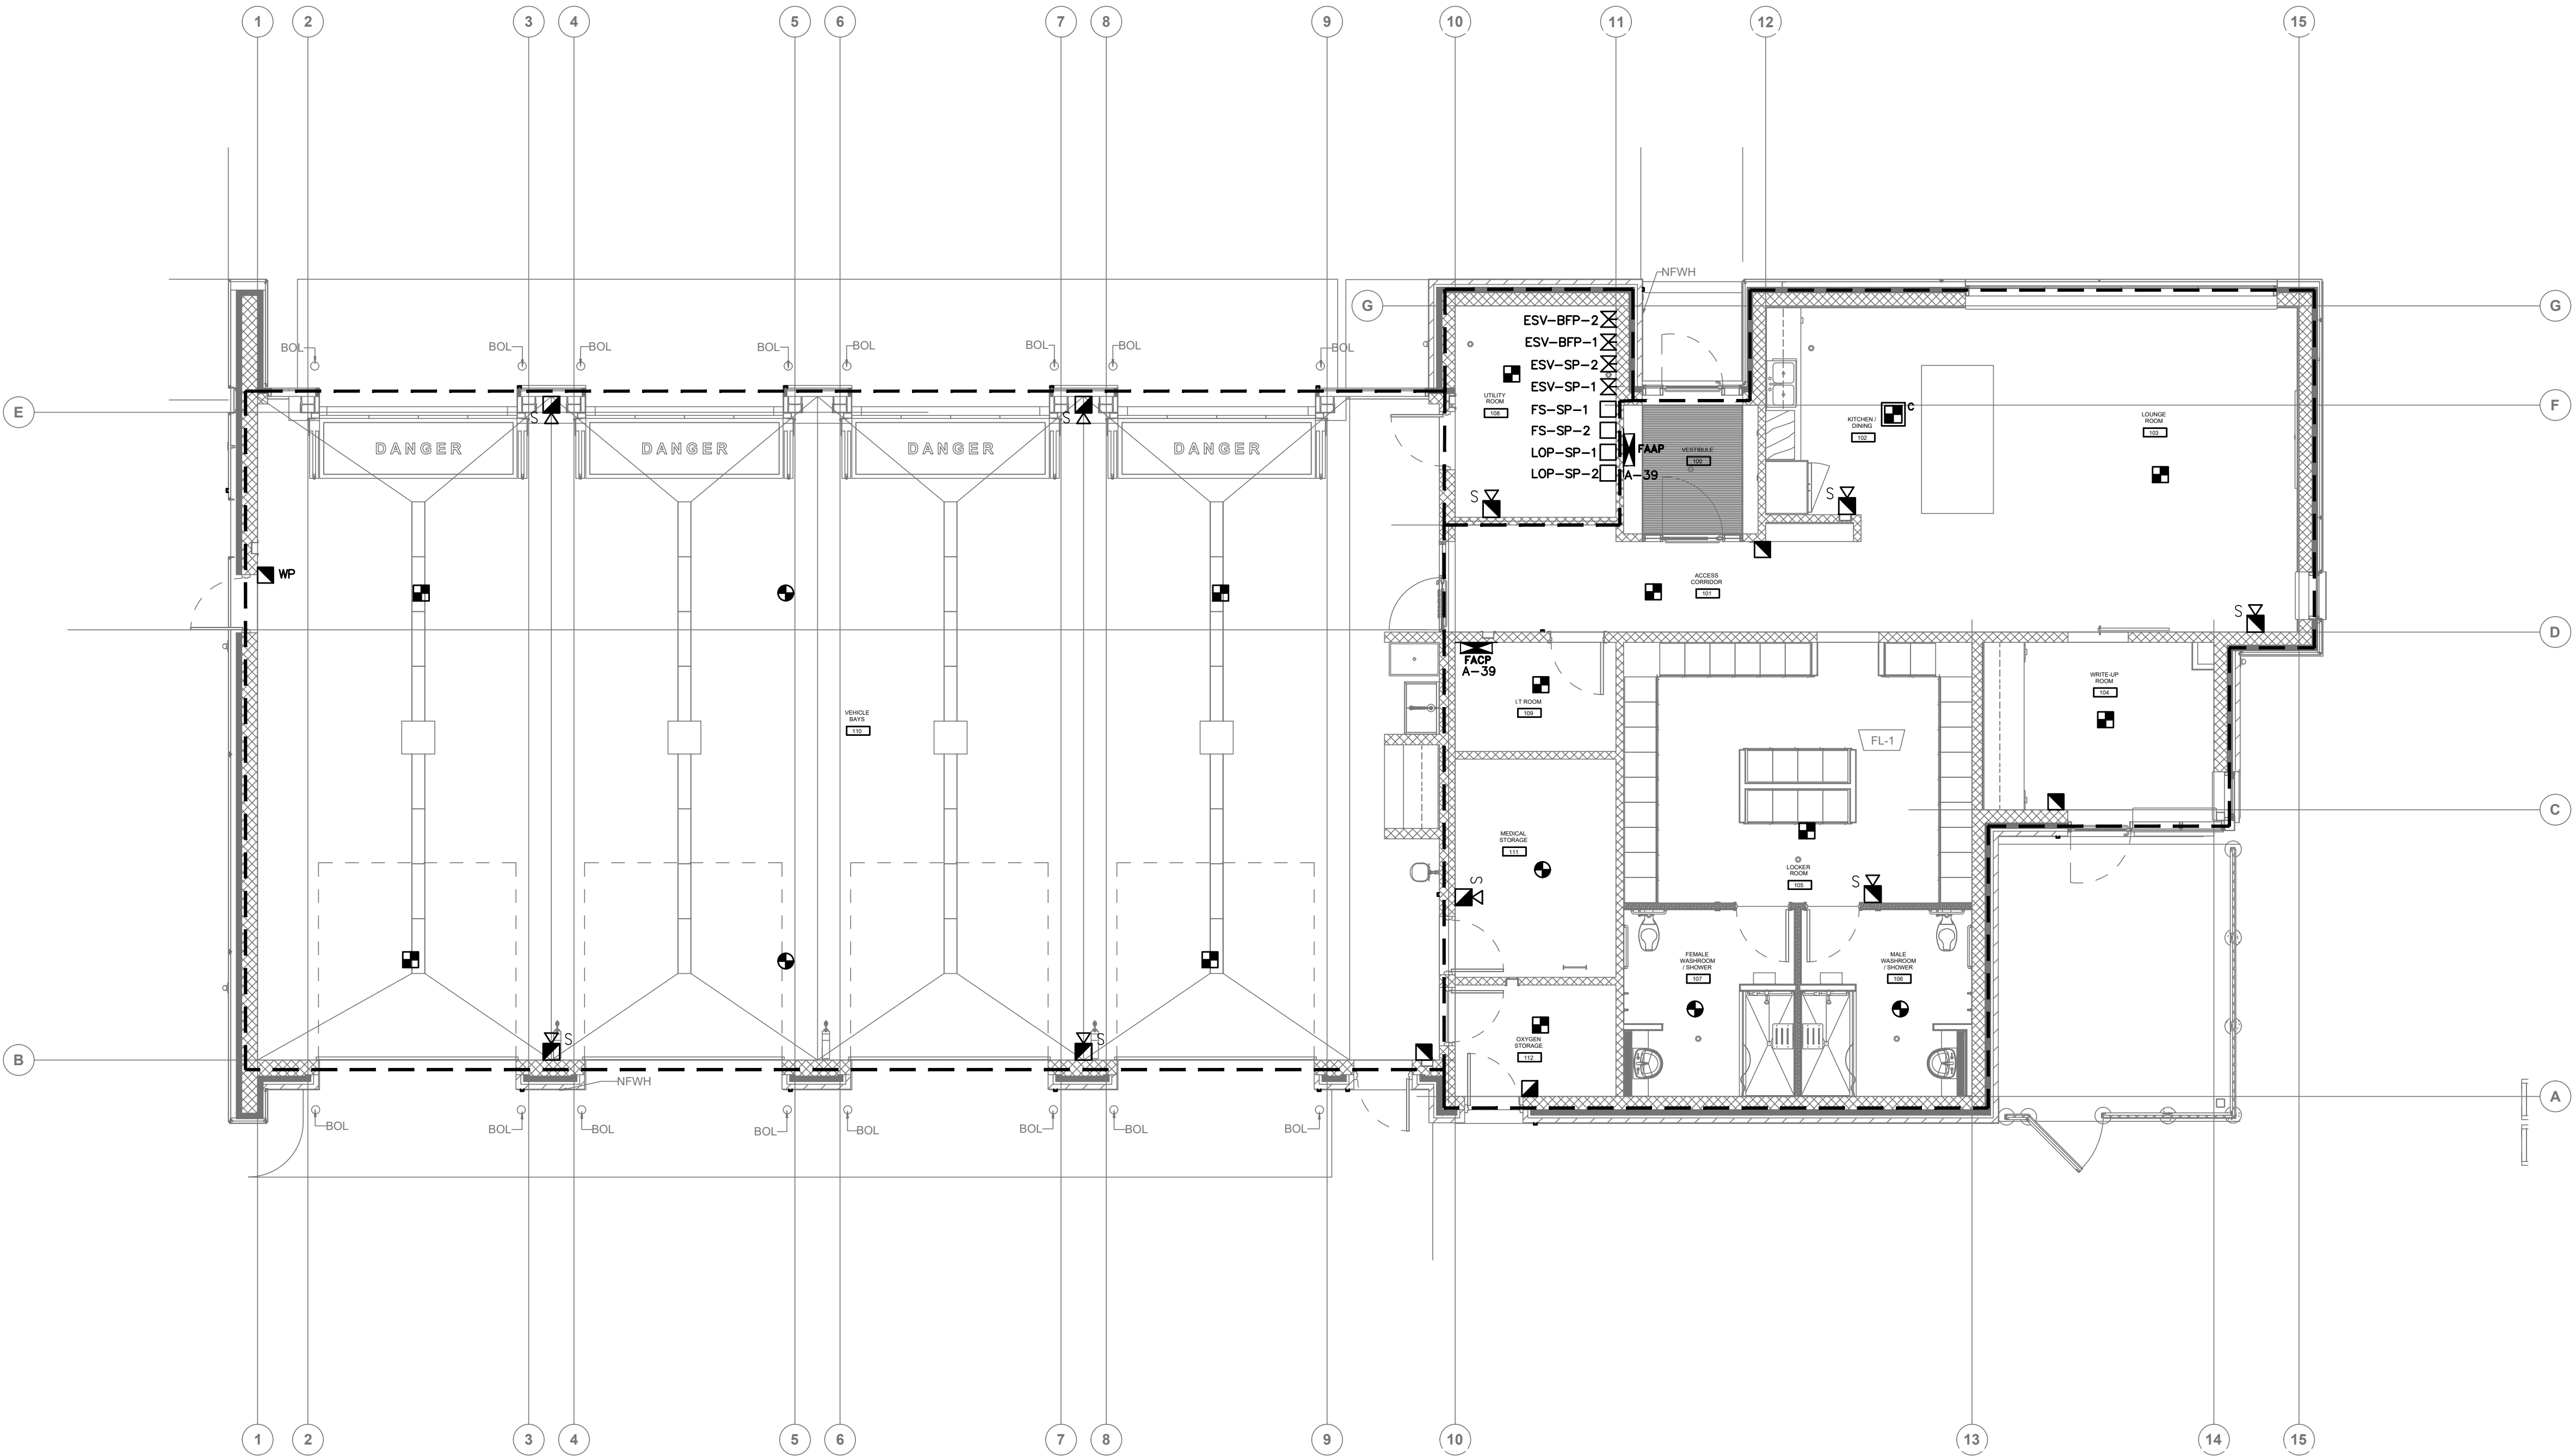 1 2 3 4 5 6 7 8 9 10 11 12 15
NFWH
G G
BOL BOL BOL BOL BOL BOL BOL BOL
ESV-BFP-2
ESV-BFP-1
ESV-SP-2
ESV-SP-1
FS-SP-1
FS-SP-2
LOP-SP-1
LOP-SP-2
UTILITY
ROOM
108
E F
S S
DANGER DANGER DANGER DANGER
FAAP
A-39
VESTIBULE
100
KITCHEN /
DINING
102
C
LOUNGE
ROOM
103
S S
WP
ACCESS
CORRIDOR
101
S
D
FACP
A-39
I.T ROOM
109
WRITE-UP
ROOM
104
VEHICLE
BAYS
110
FL-1
C
MEDICAL
STORAGE
111
S
LOCKER
ROOM
105
S
FEMALE
WASHROOM
/ SHOWER
107
MALE
WASHROOM
/ SHOWER
106
OXYGEN
STORAGE
112
B
S S
NFWH
A
BOL BOL BOL BOL BOL BOL BOL BOL
1 2 3 4 5 6 7 8 9 10 13 14 15